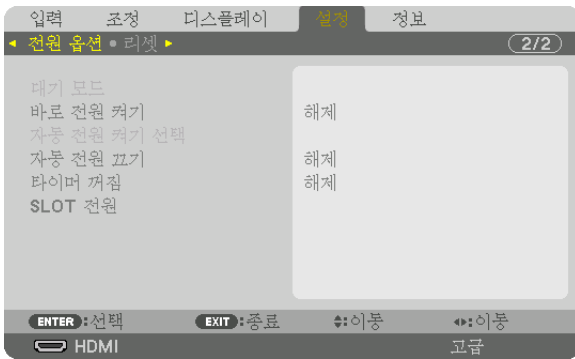 입력 조정 디스플레이 설정 정보
◂ 전원 옵션 ● 리셋 ▸ 2/2
대기 모드
바로 전원 켜기 해제
자동 전원 켜기 선택
자동 전원 끄기 해제
타이머 꺼짐 해제
SLOT 전원
ENTER :선택 EXIT :종료 :이동 :이동
HDMI 고급